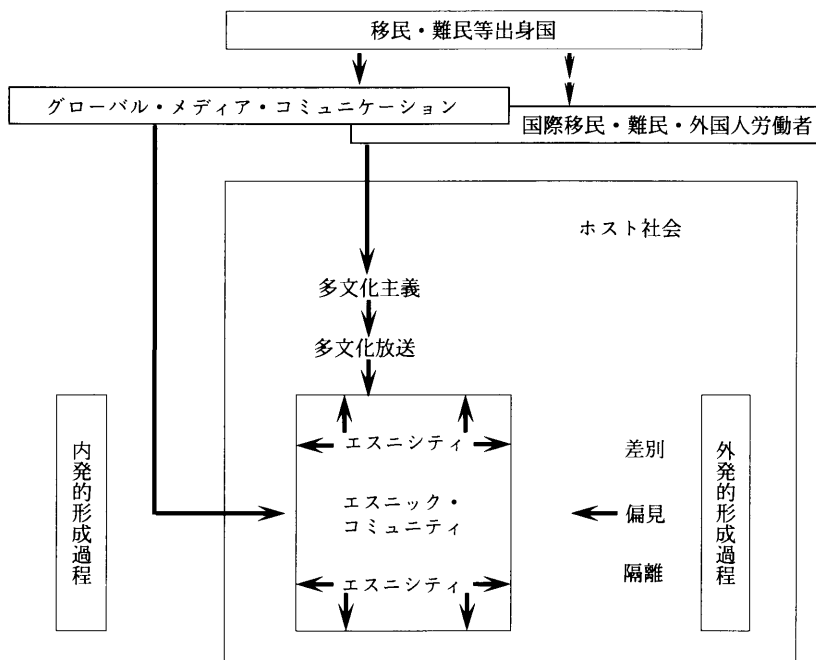 移民・難民等出身国
グローバル・メディア・コミュニケーション
国際移民・難民・外国人労働者
ホスト社会
多文化主義
多文化放送
内発的形成過程
エスニシティ
エスニック・
コミュニティ
エスニシティ
差別
偏見
隔離
外発的形成過程